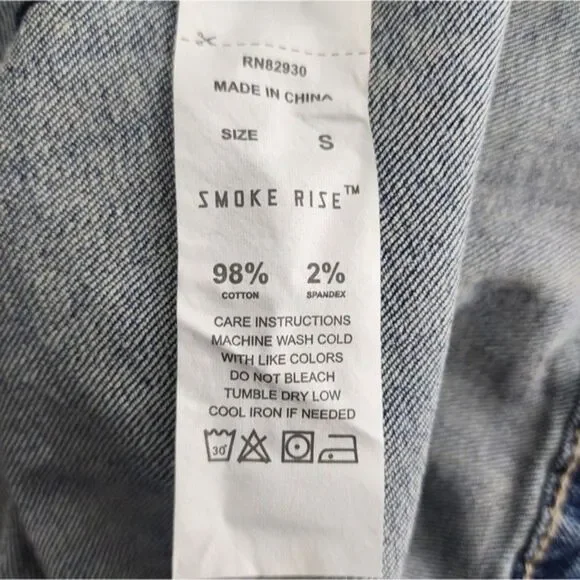 RN82930
MADE IN CHINA
SIZE S
SMOKE RISE™
98% 2%
COTTON SPANDEX
CARE INSTRUCTIONS
MACHINE WASH COLD
WITH LIKE COLORS
DO NOT BLEACH
TUMBLE DRY LOW
COOL IRON IF NEEDED
30°